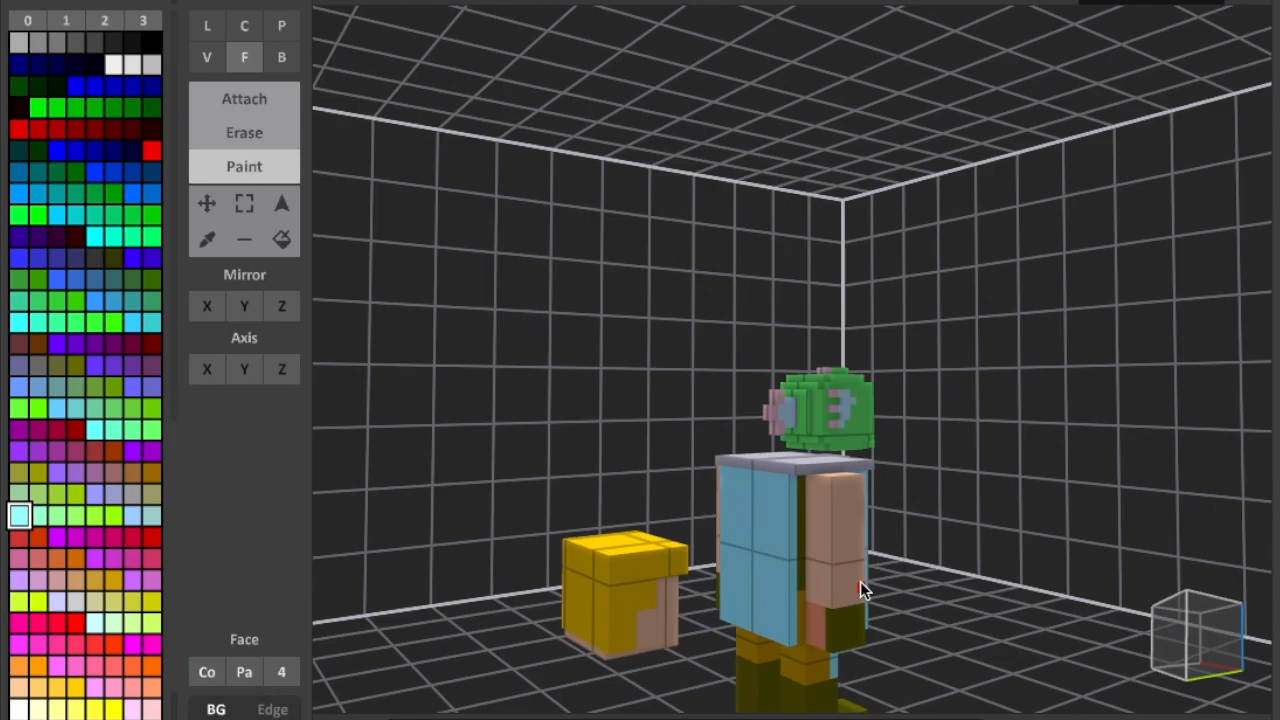 0 1 2 3
L C P
V F B
Attach
Erase
Paint
Mirror
X Y Z
Axis
X Y Z
Face
Co Pa 4
BG Edge